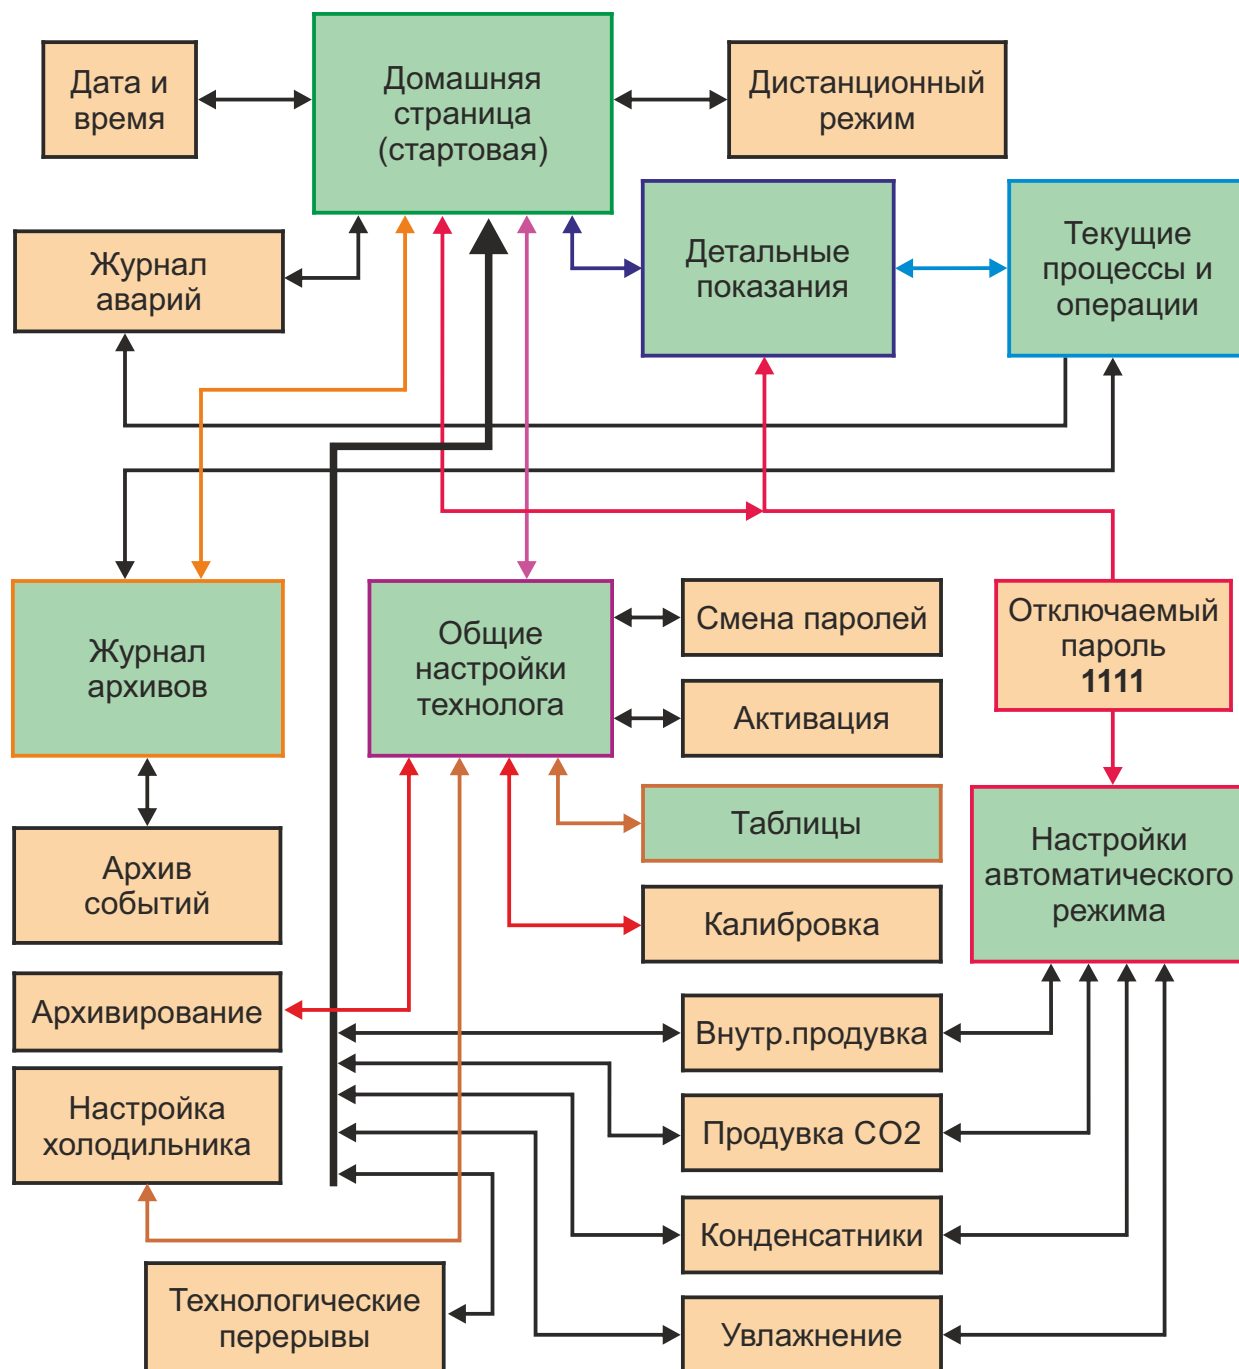 Дата и
время
Домашняя
страница
(стартовая)
Дистанционный
режим
Журнал
аварий
Детальные
показания
Текущие
процессы и
операции
Журнал
архивов
Общие
настройки
технолога
Смена паролей
Активация
Отключаемый
пароль
1111
Таблицы
Калибровка
Настройки
автоматического
режима
Архив
событий
Архивирование
Настройка
холодильника
Внутр.продувка
Продувка СО2
Конденсатники
Увлажнение
Технологические
перерывы